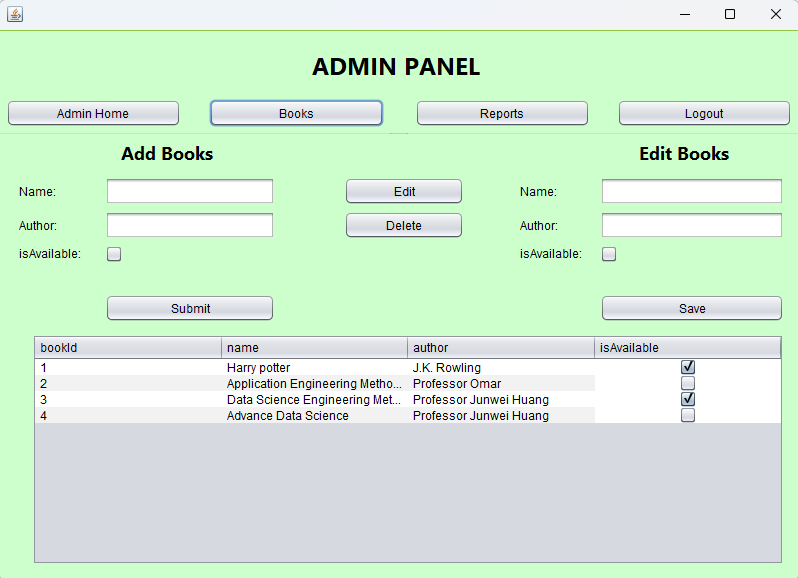 ADMIN PANEL
Admin Home Books Reports Logout
Add Books Edit Books
Name: Edit Name:
Author: Delete Author:
isAvailable: isAvailable:
Submit Save
bookId name author isAvailable
1 Harry potter J.K. Rowling
2 Application Engineering Metho... Professor Omar
3 Data Science Engineering Met... Professor Junwei Huang
4 Advance Data Science Professor Junwei Huang